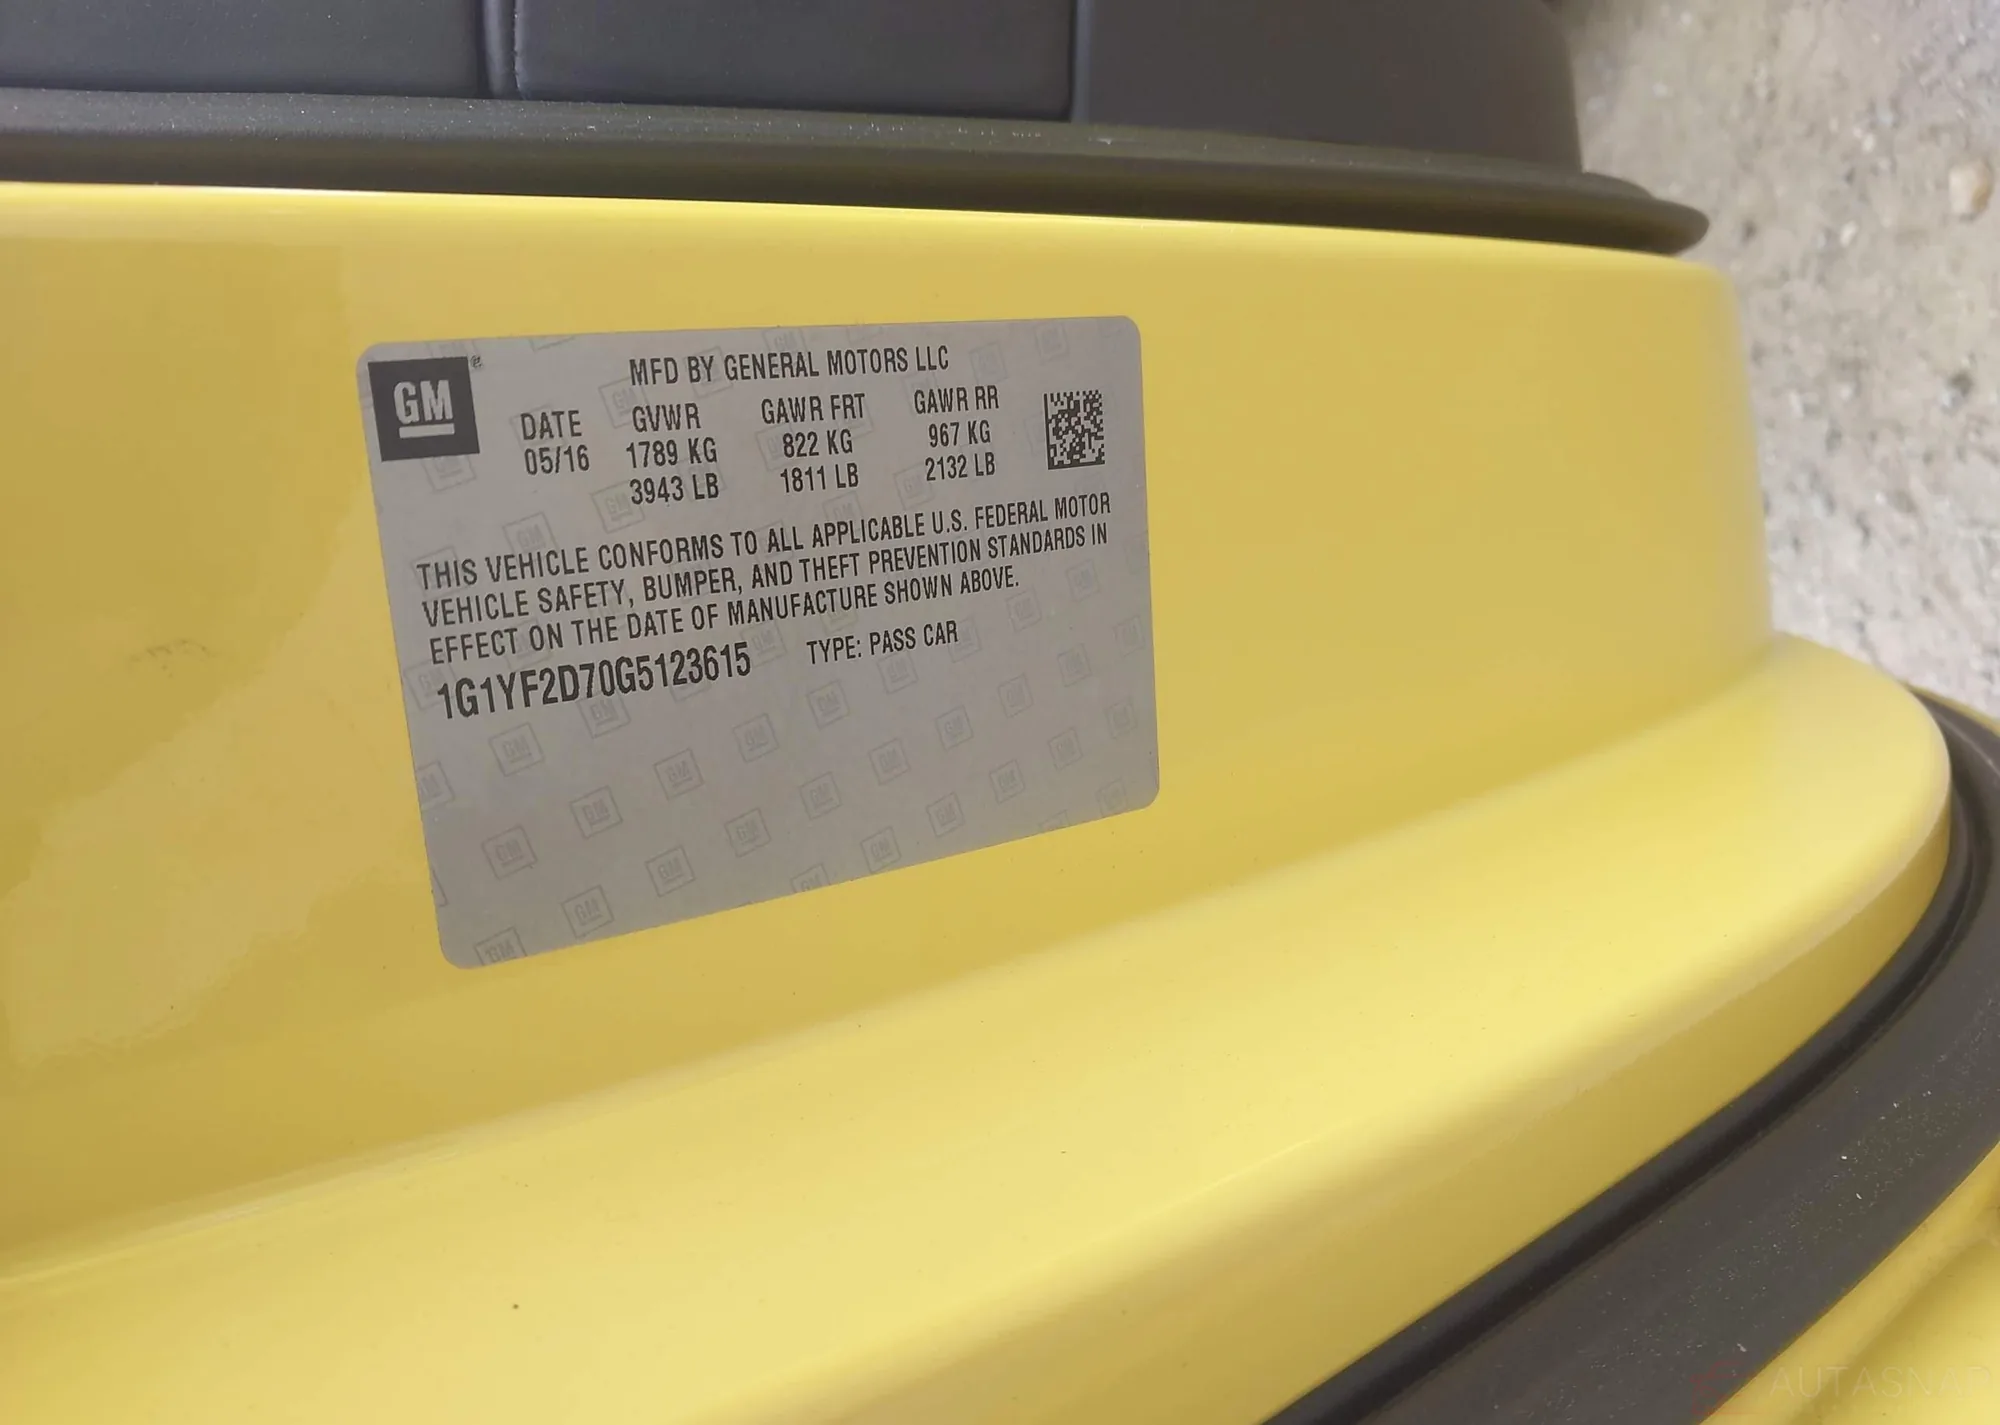 GM
MFD BY GENERAL MOTORS LLC
DATE GVWR GAWR FRT GAWR RR
05/16 1789 KG 822 KG 967 KG
3943 LB 1811 LB 2132 LB
THIS VEHICLE CONFORMS TO ALL APPLICABLE U.S. FEDERAL MOTOR
VEHICLE SAFETY, BUMPER, AND THEFT PREVENTION STANDARDS IN
EFFECT ON THE DATE OF MANUFACTURE SHOWN ABOVE.
1G1YF2D70G5123615 TYPE: PASS CAR
AUTASNAD